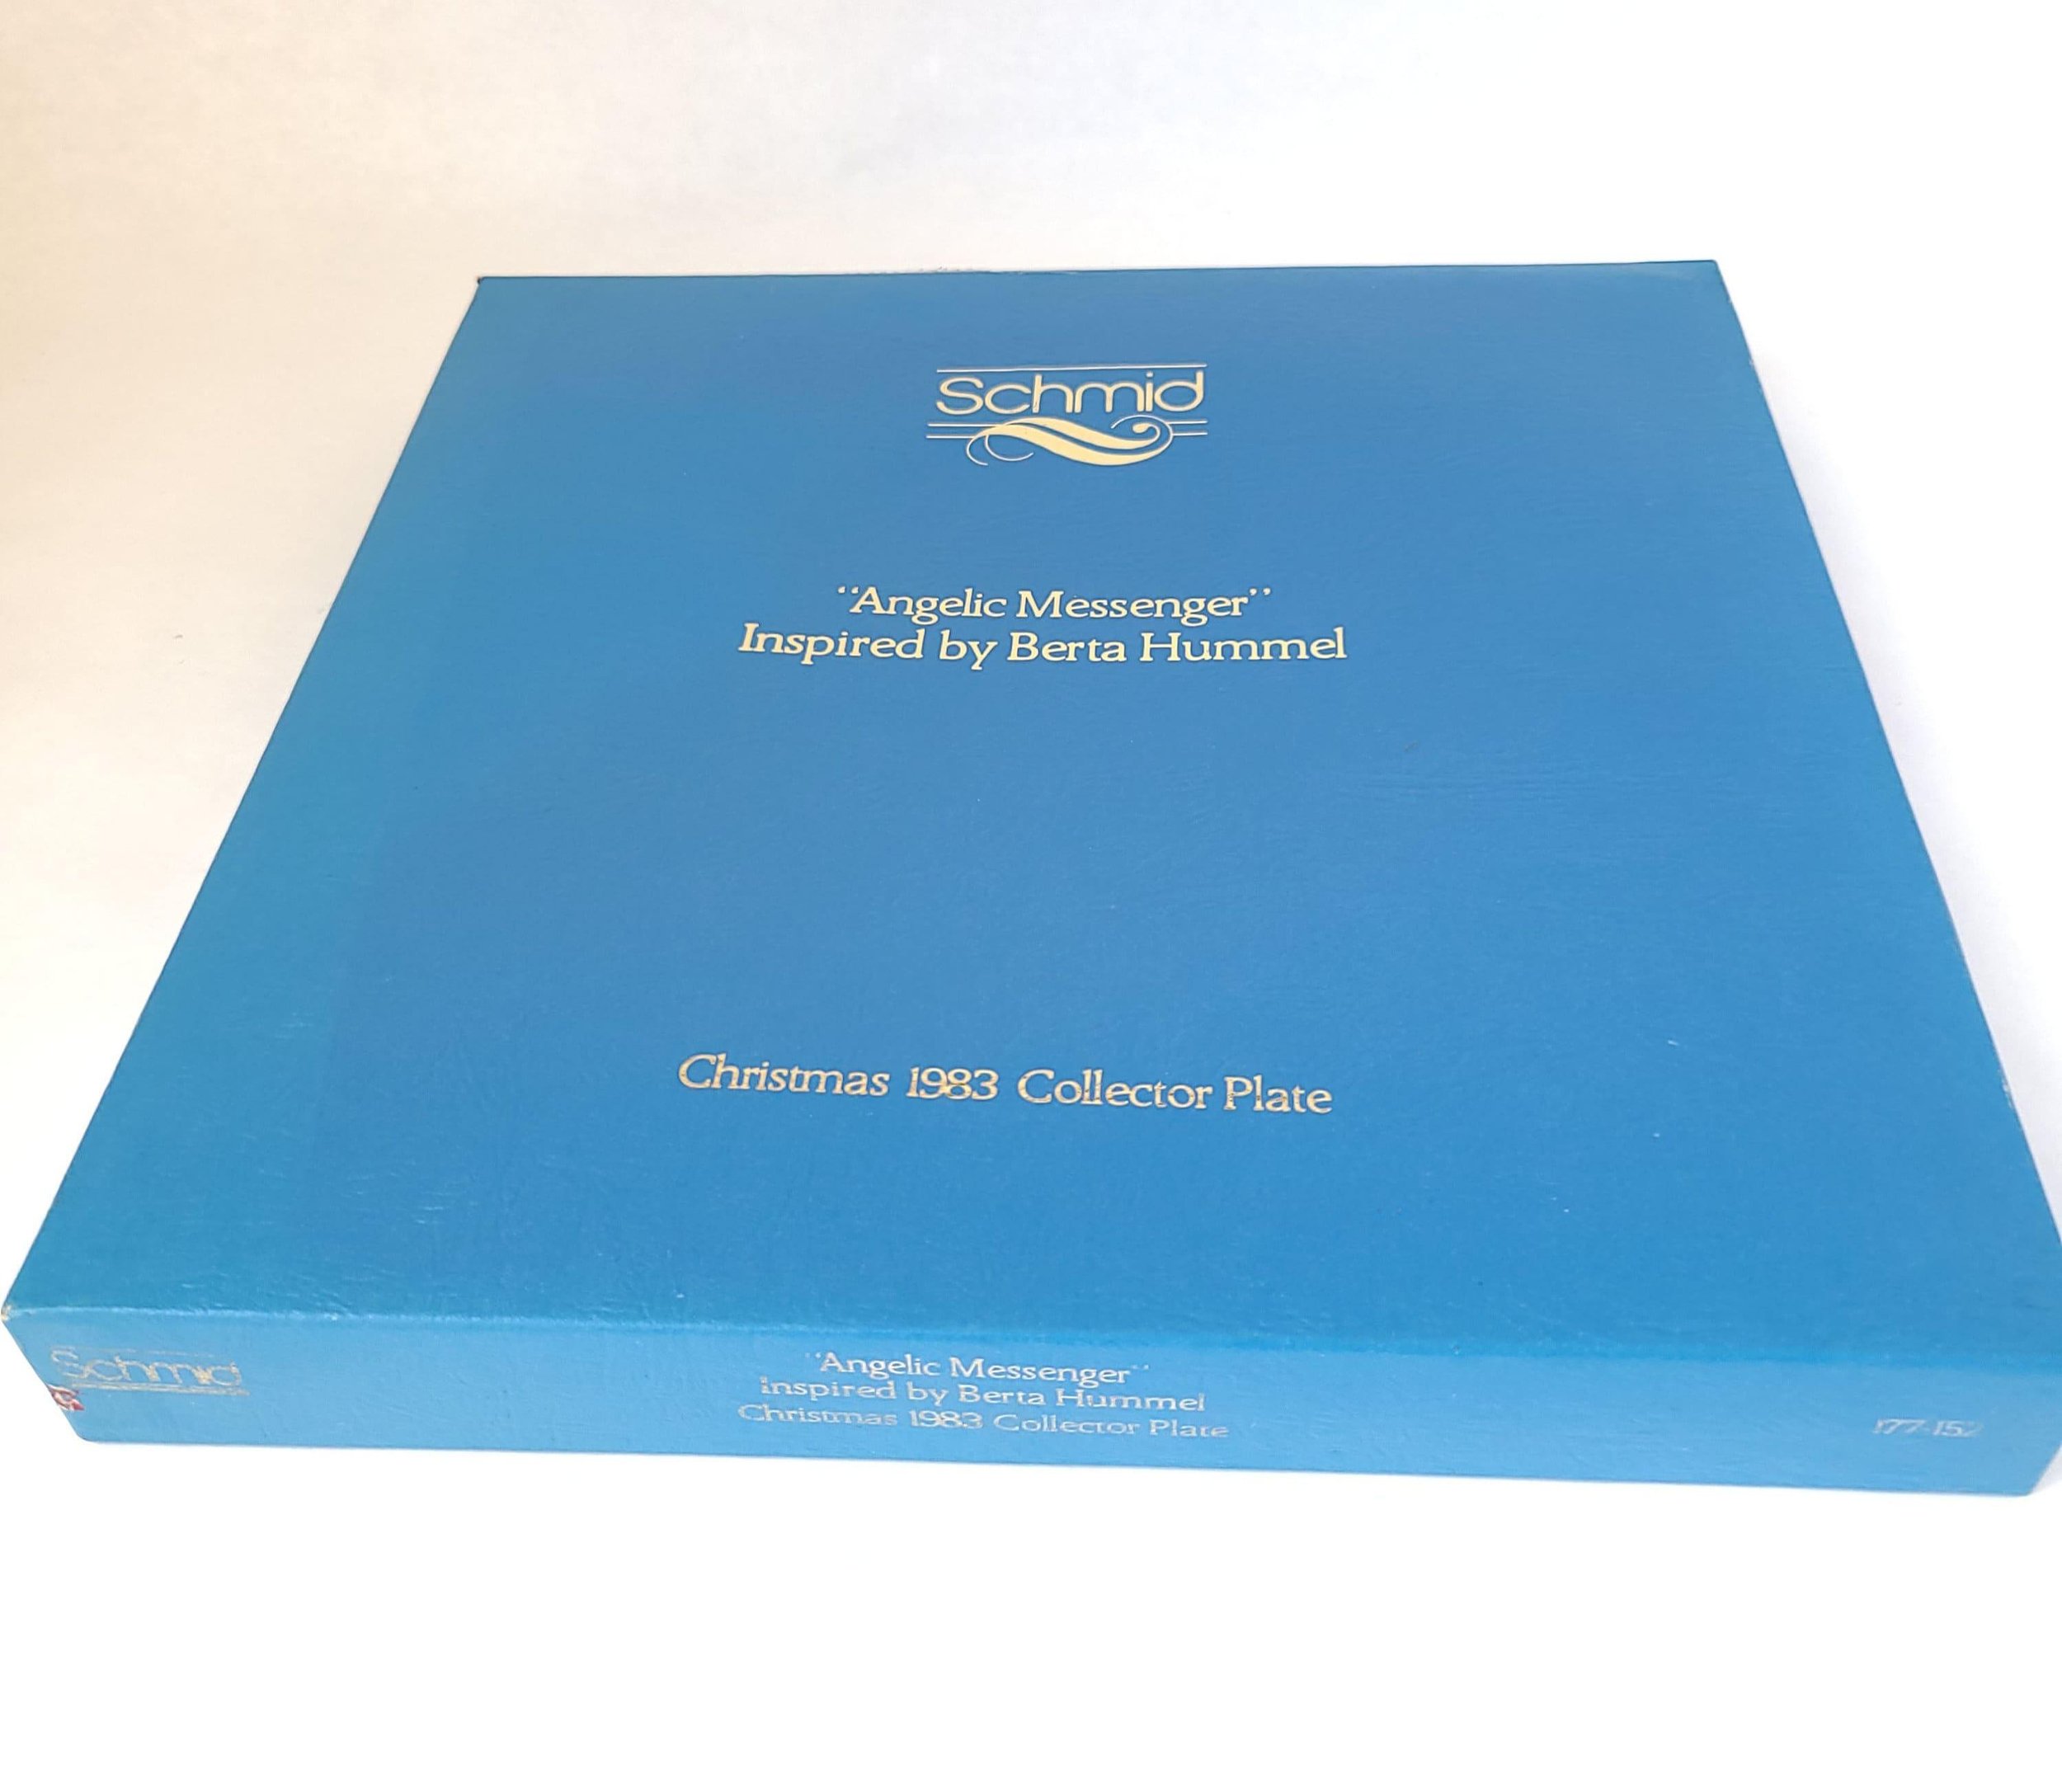 Schmid
“Angelic Messenger”
Inspired by Berta Hummel
Christmas 1983 Collector Plate
Schmid
“Angelic Messenger”
Inspired by Berta Hummel
Christmas 1983 Collector Plate
177-152